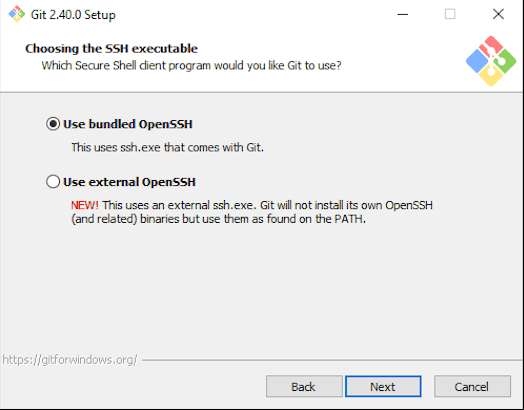 Git 2.40.0 Setup
Choosing the SSH executable
Which Secure Shell client program would you like Git to use?
Use bundled OpenSSH
This uses ssh.exe that comes with Git.
Use external OpenSSH
NEW! This uses an external ssh.exe. Git will not install its own OpenSSH
(and related) binaries but use them as found on the PATH.
https://gitforwindows.org/
Back Next Cancel